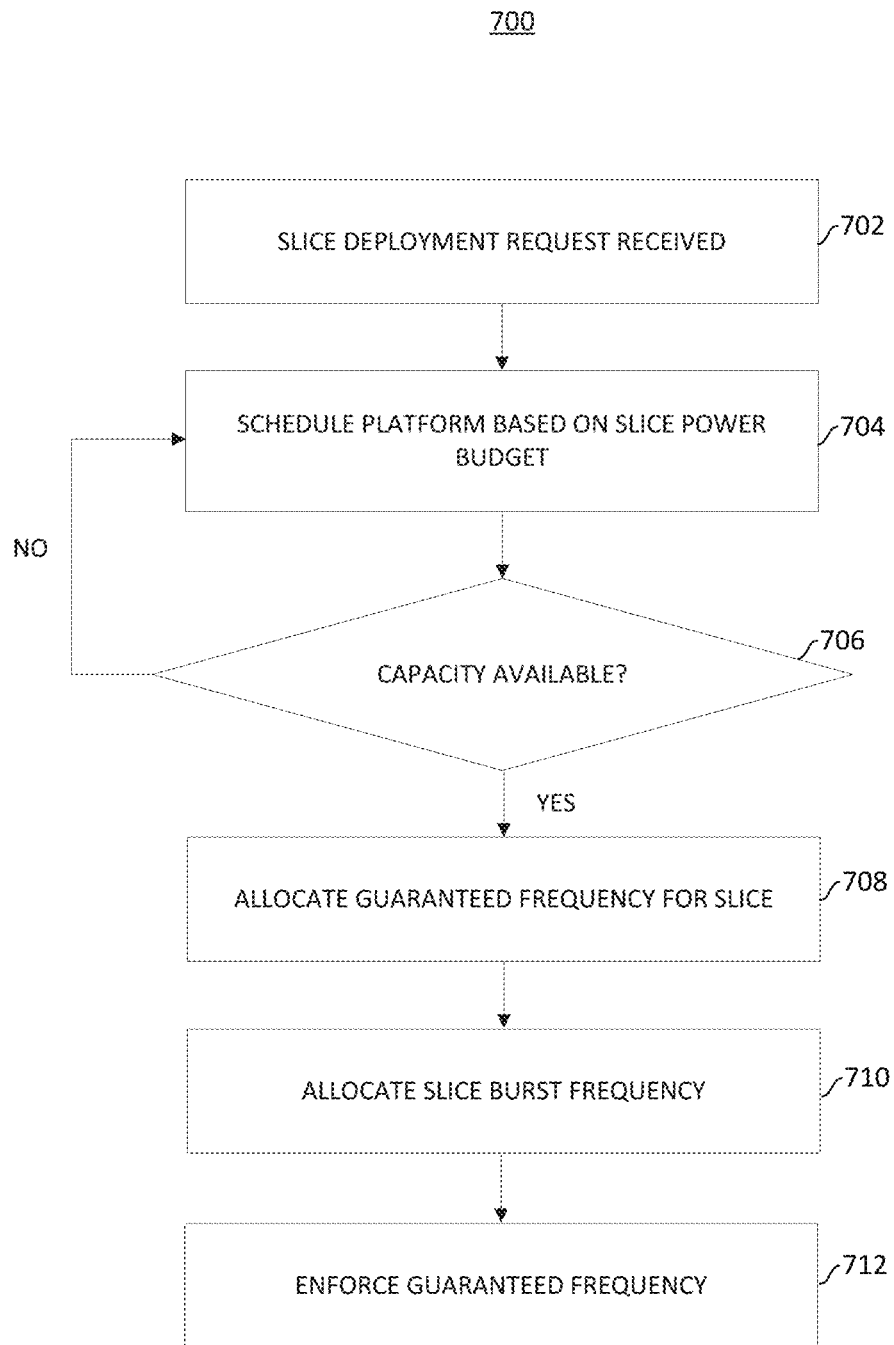 700
SLICE DEPLOYMENT REQUEST RECEIVED
702
SCHEDULE PLATFORM BASED ON SLICE POWER
BUDGET
704
NO
CAPACITY AVAILABLE?
706
YES
ALLOCATE GUARANTEED FREQUENCY FOR SLICE
708
ALLOCATE SLICE BURST FREQUENCY
710
ENFORCE GUARANTEED FREQUENCY
712